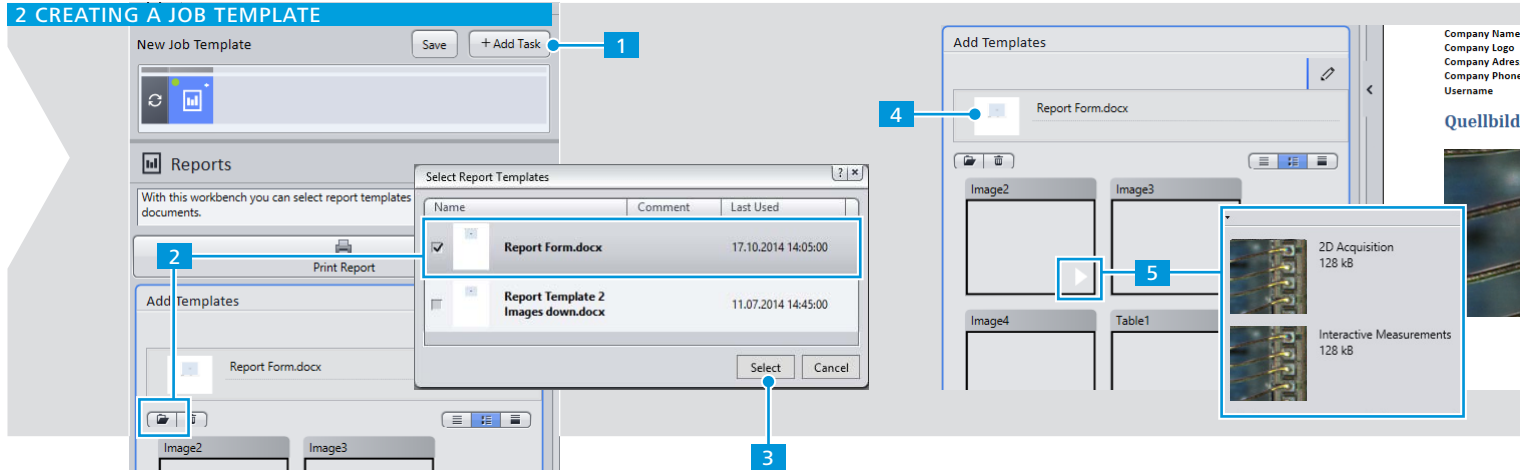 2 CREATING A JOB TEMPLATE
New Job Template
Save
+ Add Task
1
Reports
With this workbench you can select report templates
documents.
Print Report
2
Add Templates
Report Form.docx
Image2
Image3
Select Report Templates
?
×
Name
Comment
Last Used
Report Form.docx
17.10.2014 14:05:00
Report Template 2
Images down.docx
11.07.2014 14:45:00
Select
Cancel
3
Add Templates
4
Report Form.docx
Image2
Image3
5
Image4
Table1
2D Acquisition
128 kB
Interactive Measurements
128 kB
Company Name
Company Logo
Company Adres
Company Phone
Username
Quellbild